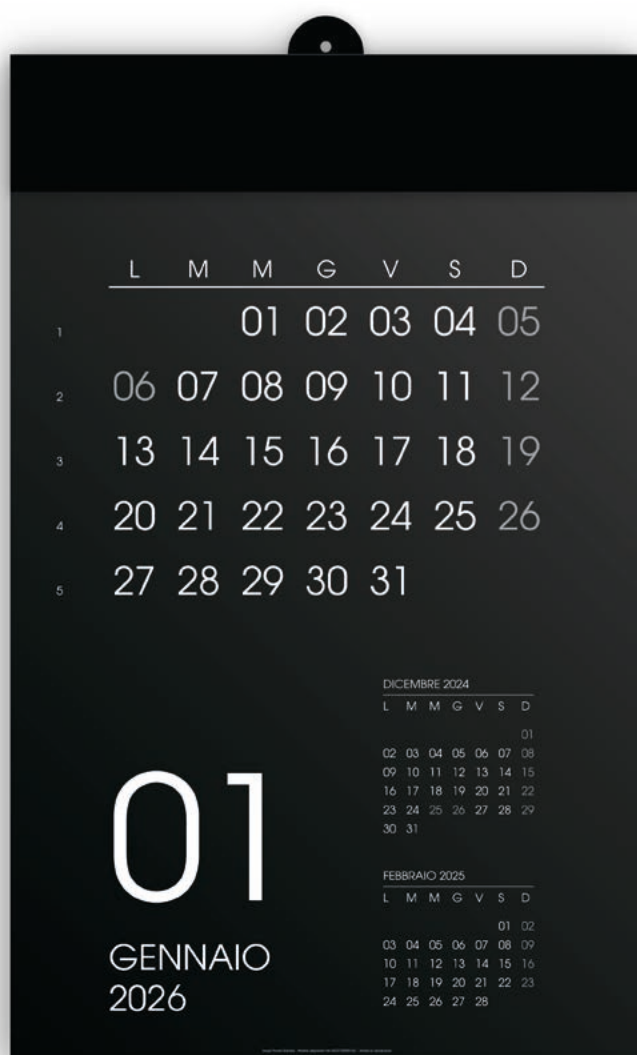 L M M G V S D
1 01 02 03 04 05
2 06 07 08 09 10 11 12
3 13 14 15 16 17 18 19
4 20 21 22 23 24 25 26
5 27 28 29 30 31
DICEMBRE 2024
L M M G V S D
01
02 03 04 05 06 07 08
09 10 11 12 13 14 15
16 17 18 19 20 21 22
23 24 25 26 27 28 29
30 31
01
GENNAIO
2026
FEBBRAIO 2025
L M M G V S D
01 02
03 04 05 06 07 08 09
10 11 12 13 14 15 16
17 18 19 20 21 22 23
24 25 26 27 28